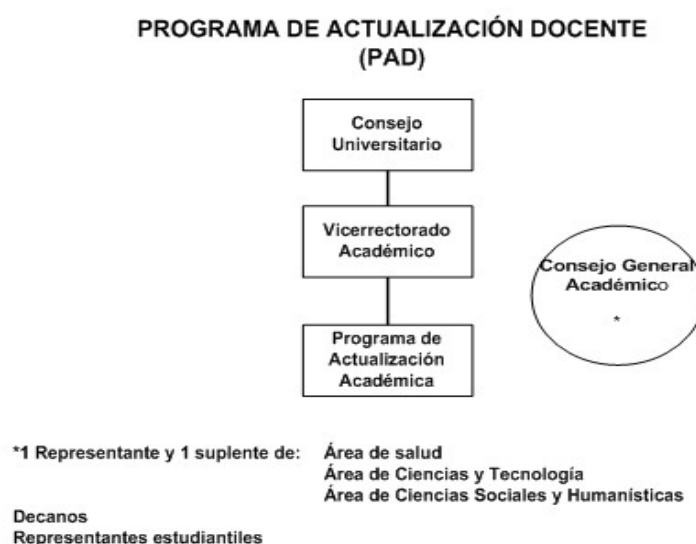 PROGRAMA DE ACTUALIZACIÓN DOCENTE
(PAD)
Consejo
Universitario
Vicerrectorado
Académico
Consejo General
Académico
*
Programa de
Actualización
Académica
*1 Representante y 1 suplente de: Área de salud
Área de Ciencias y Tecnología
Área de Ciencias Sociales y Humanísticas
Decanos
Representantes estudiantiles